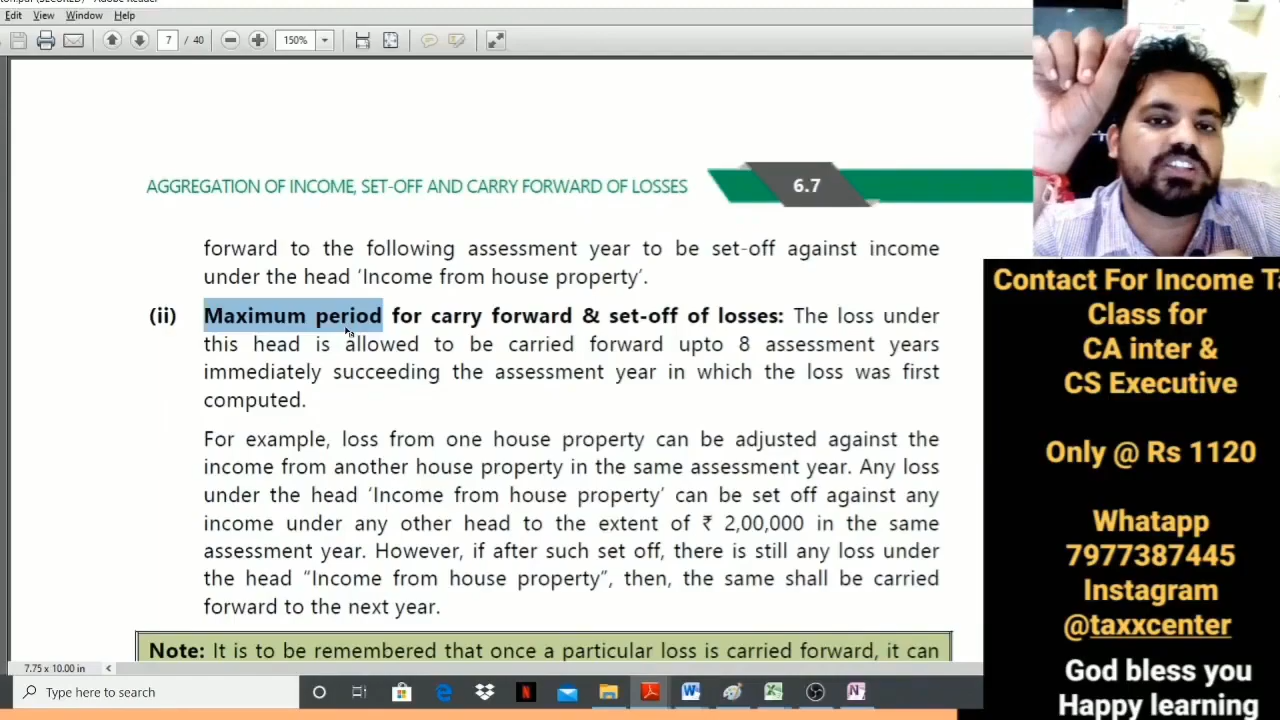 Edit View Window Help
7 / 40 150%
AGGREGATION OF INCOME, SET-OFF AND CARRY FORWARD OF LOSSES 6.7
forward to the following assessment year to be set-off against income
under the head 'Income from house property'.
(ii) Maximum period for carry forward & set-off of losses: The loss under
this head is allowed to be carried forward upto 8 assessment years
immediately succeeding the assessment year in which the loss was first
computed.
For example, loss from one house property can be adjusted against the
income from another house property in the same assessment year. Any loss
under the head 'Income from house property' can be set off against any
income under any other head to the extent of ₹ 2,00,000 in the same
assessment year. However, if after such set off, there is still any loss under
the head "Income from house property", then, the same shall be carried
forward to the next year.
Note: It is to be remembered that once a particular loss is carried forward, it can
7.75 x 10.00 in
Type here to search
Contact For Income Ta
Class for
CA inter &
CS Executive
Only @ Rs 1120
Whatapp
7977387445
Instagram
@taxxcenter
God bless you
Happy learning